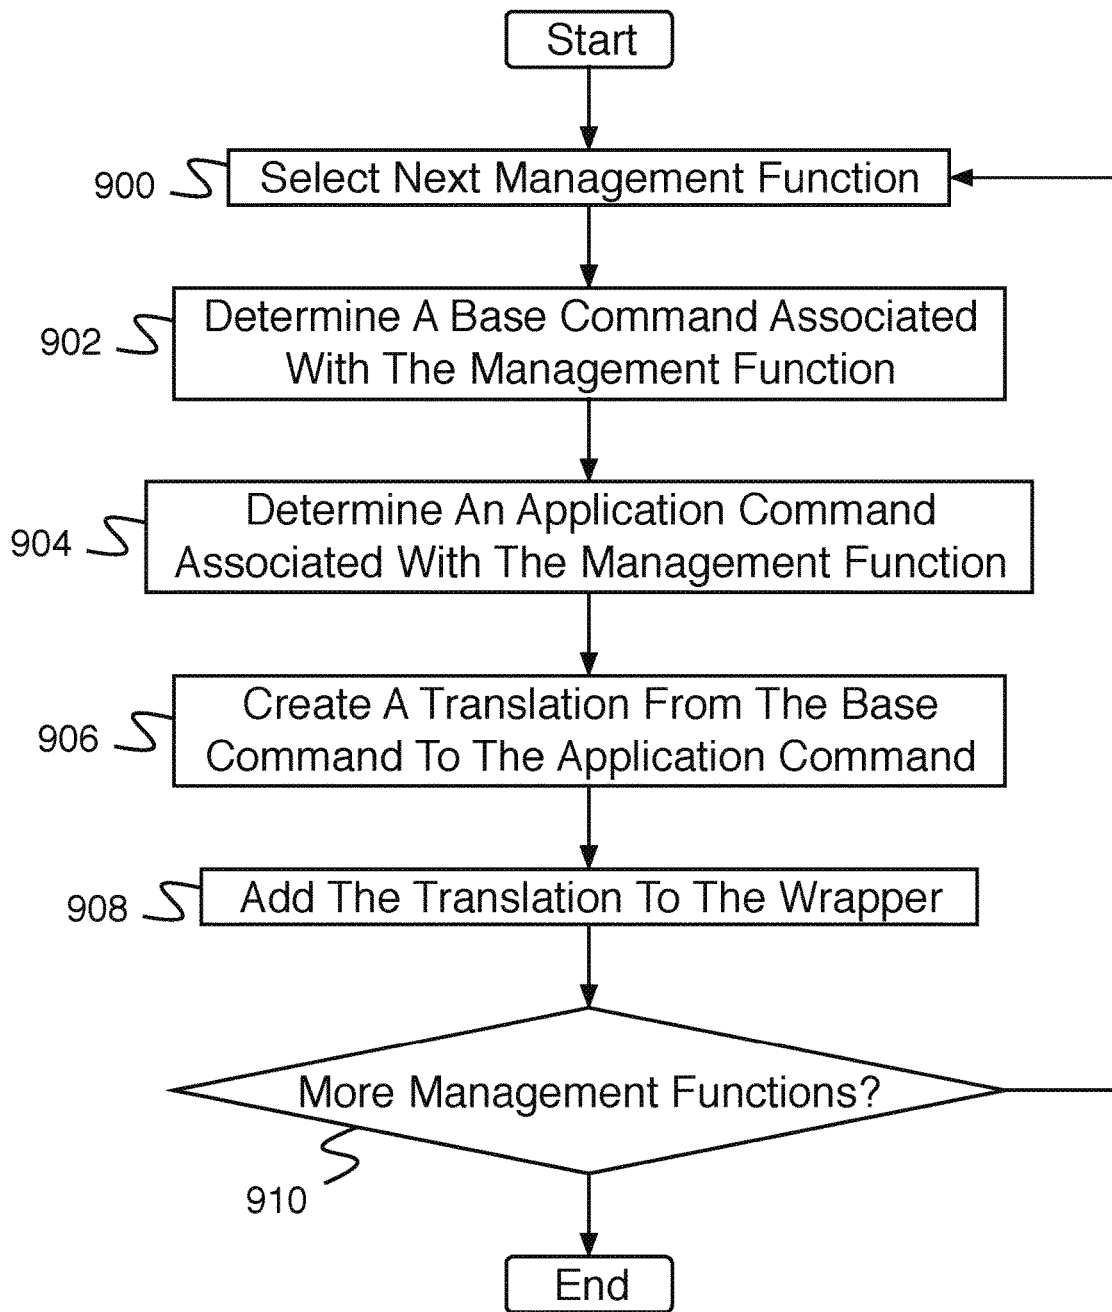 Start
900
Select Next Management Function
902
Determine A Base Command Associated
With The Management Function
904
Determine An Application Command
Associated With The Management Function
906
Create A Translation From The Base
Command To The Application Command
908
Add The Translation To The Wrapper
More Management Functions?
910
End